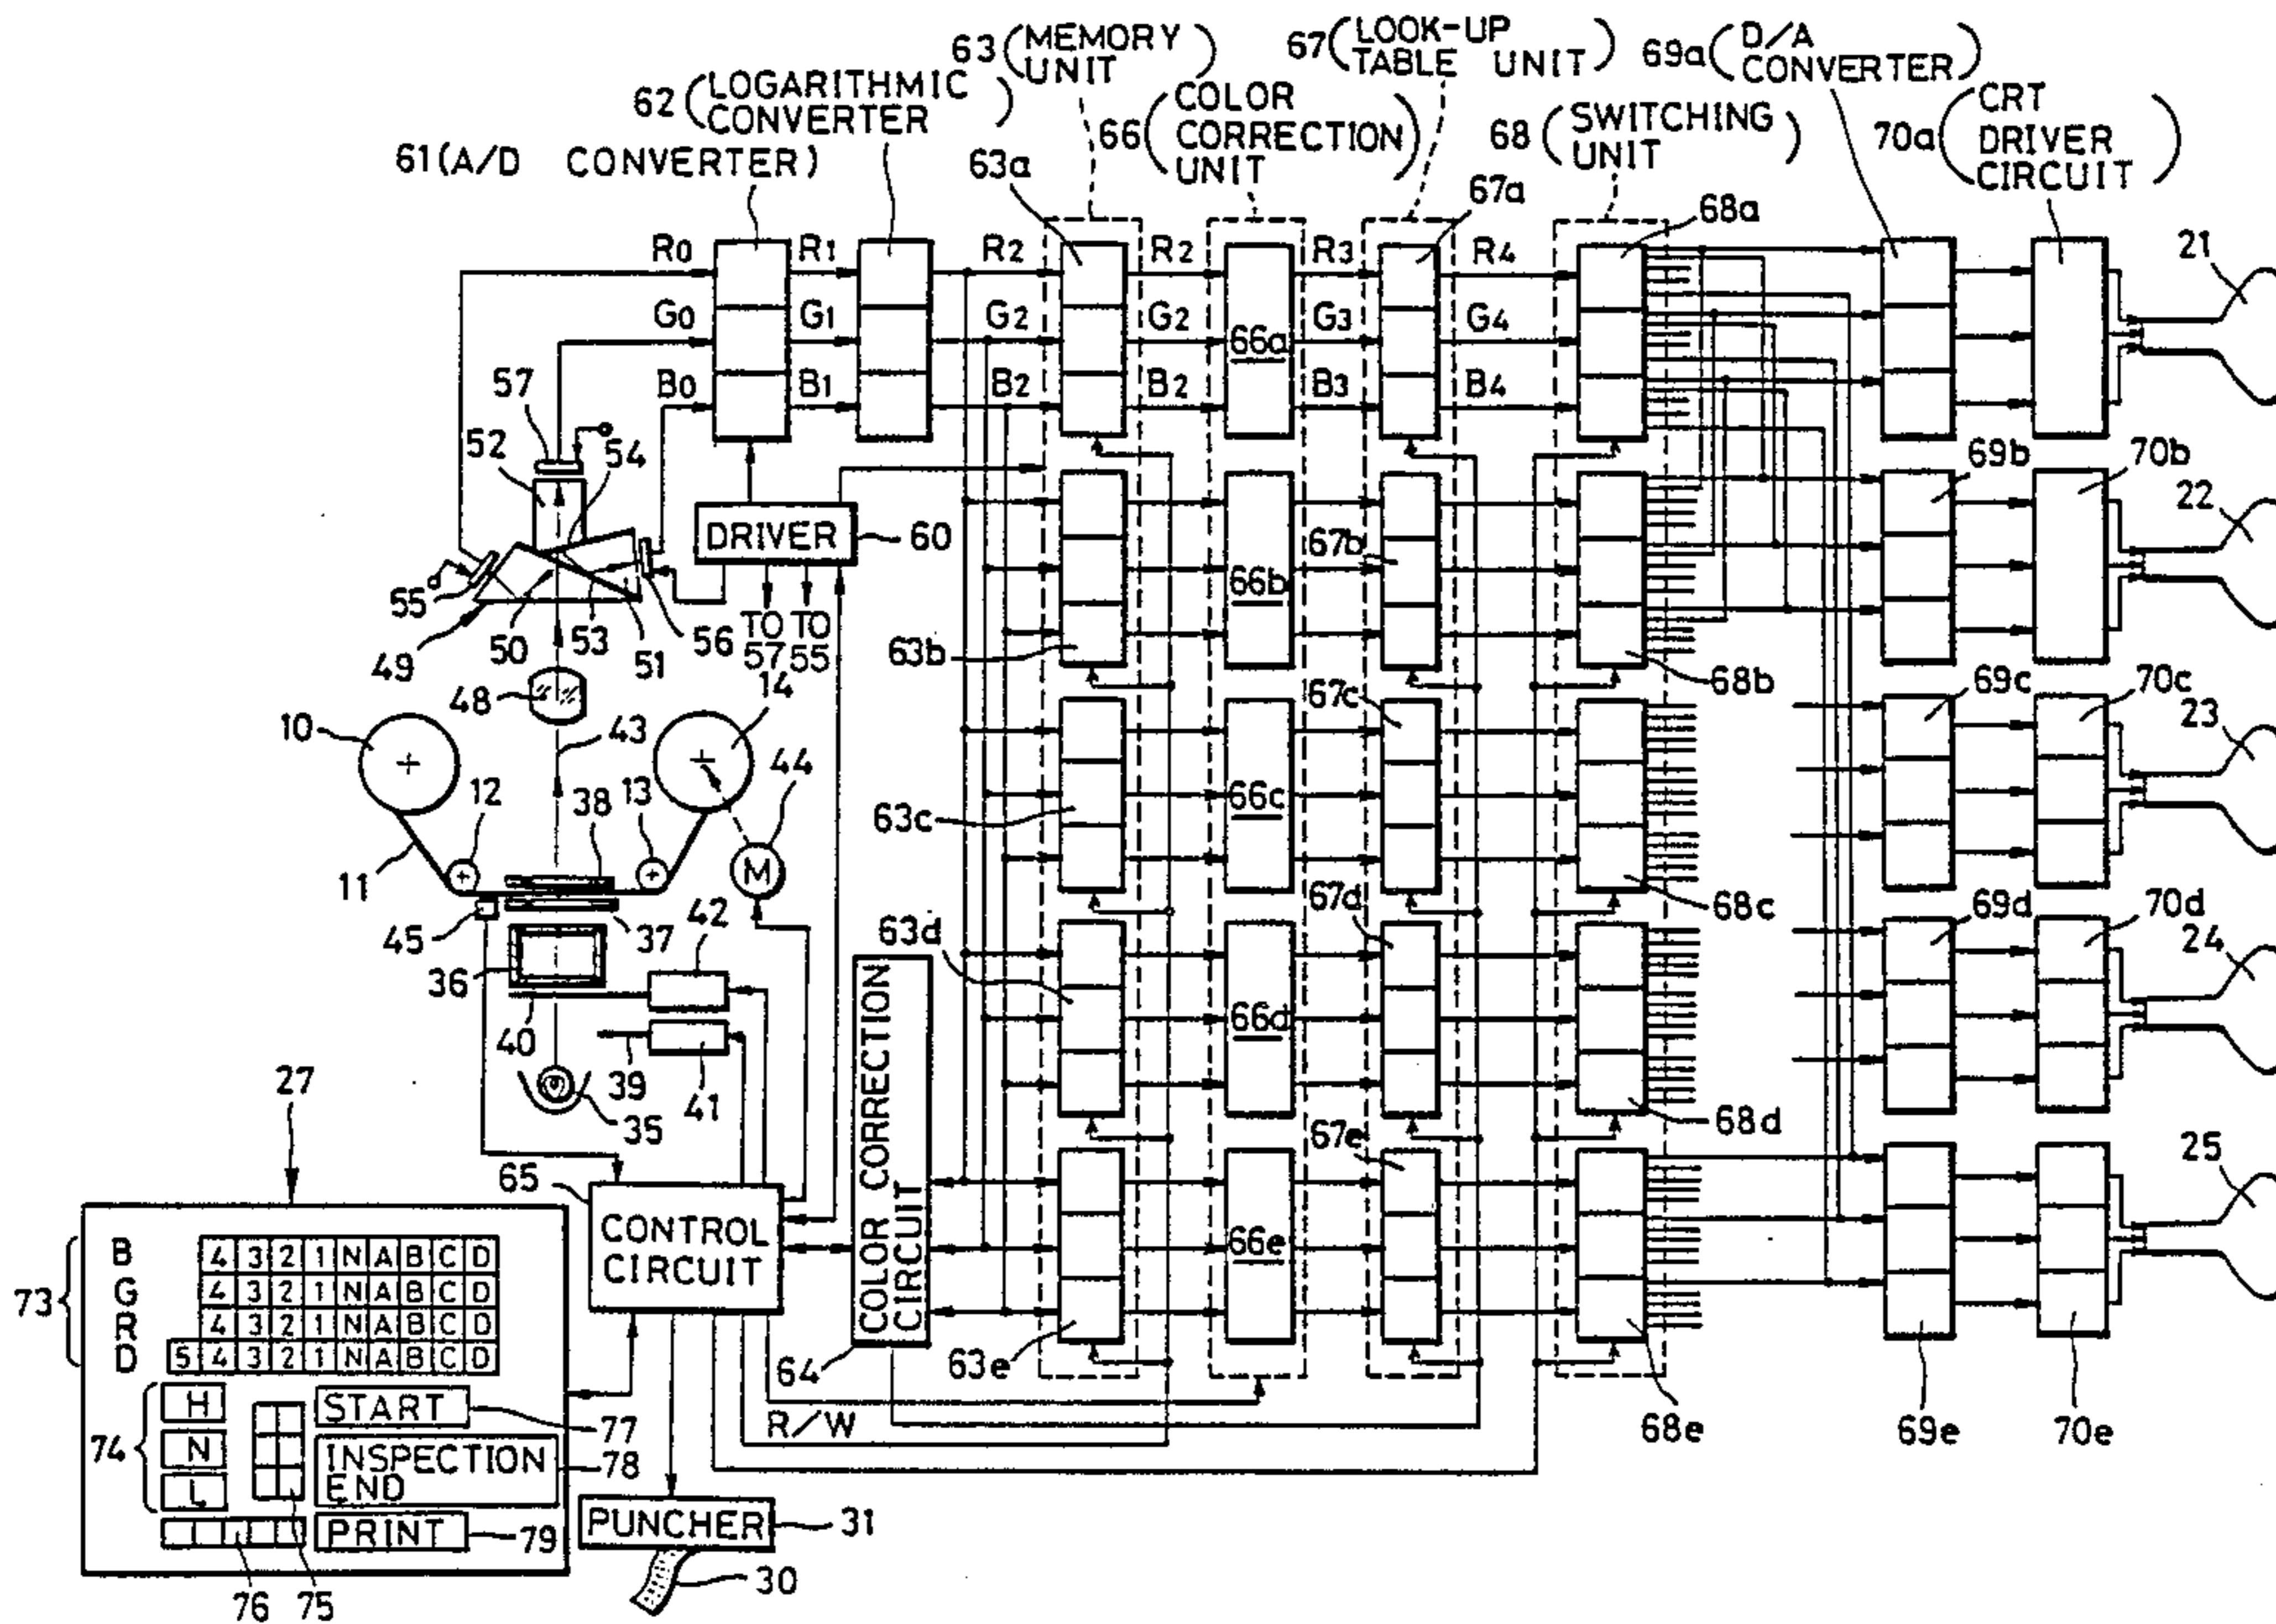 63 (MEMORY UNIT)
67 (LOOK-UP TABLE UNIT)
69a (D/A CONVERTER)
62 (LOGARITHMIC CONVERTER)
66 (COLOR CORRECTION UNIT)
68 (SWITCHING UNIT)
70a (CRT DRIVER CIRCUIT)
61 (A/D CONVERTER)
63a
67a
68a
21
R0 R1 R2 R2 R3 R4
G0 G1 G2 G2 G3 G4
66a
B0 B1 B2 B2 B3 B4
57
52
54
69b
70b
22
DRIVER
60
67b
66b
55
49
50
53
51
56
TO 57
TO 55
63b
68b
48
14
10
43
44
67c
69c
70c
23
12
38
13
M
63c
66c
11
45
37
42
68c
36
63d
67d
69d
70d
24
40
39
41
66d
35
68d
27
65
CONTROL CIRCUIT
COLOR CORRECTION CIRCUIT
64
67e
66e
63e
25
73
B 4 3 2 1 N A B C D
G 4 3 2 1 N A B C D
R 4 3 2 1 N A B C D
D 5 4 3 2 1 N A B C D
74
H
N
L
START
77
INSPECTION END
78
PRINT
79
76
75
R/W
68e
69e
70e
PUNCHER
31
30